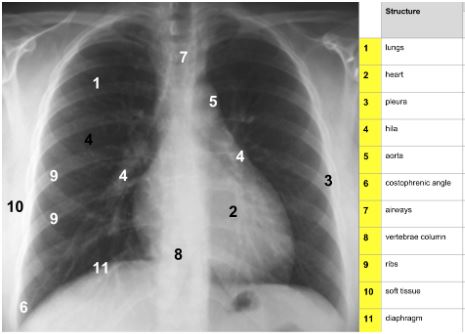 Structure
1 lungs
2 heart
3 pleura
4 hila
5 aorta
6 costophrenic angle
7 airways
8 vertebrae column
9 ribs
10 soft tissue
11 diaphragm
7
1
5
4
4
9
4
3
10
9
2
8
11
6